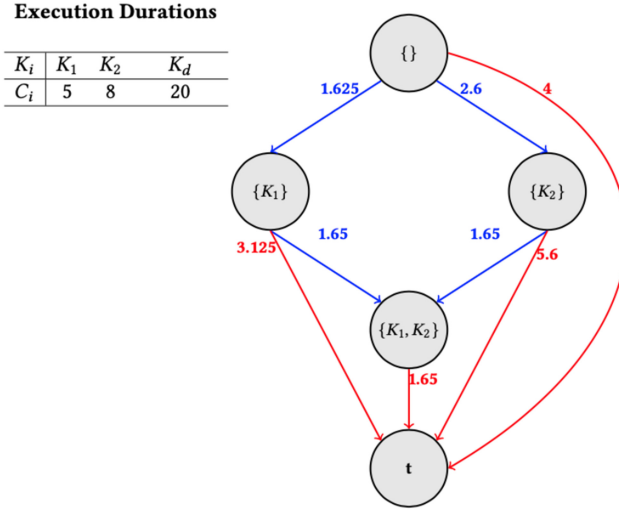 Execution Durations
K_i K_1 K_2 K_d
C_i 5 8 20
{}
1.625 2.6 4
{K_1} {K_2}
3.125 1.65 1.65 5.6
{K_1, K_2}
1.65
t